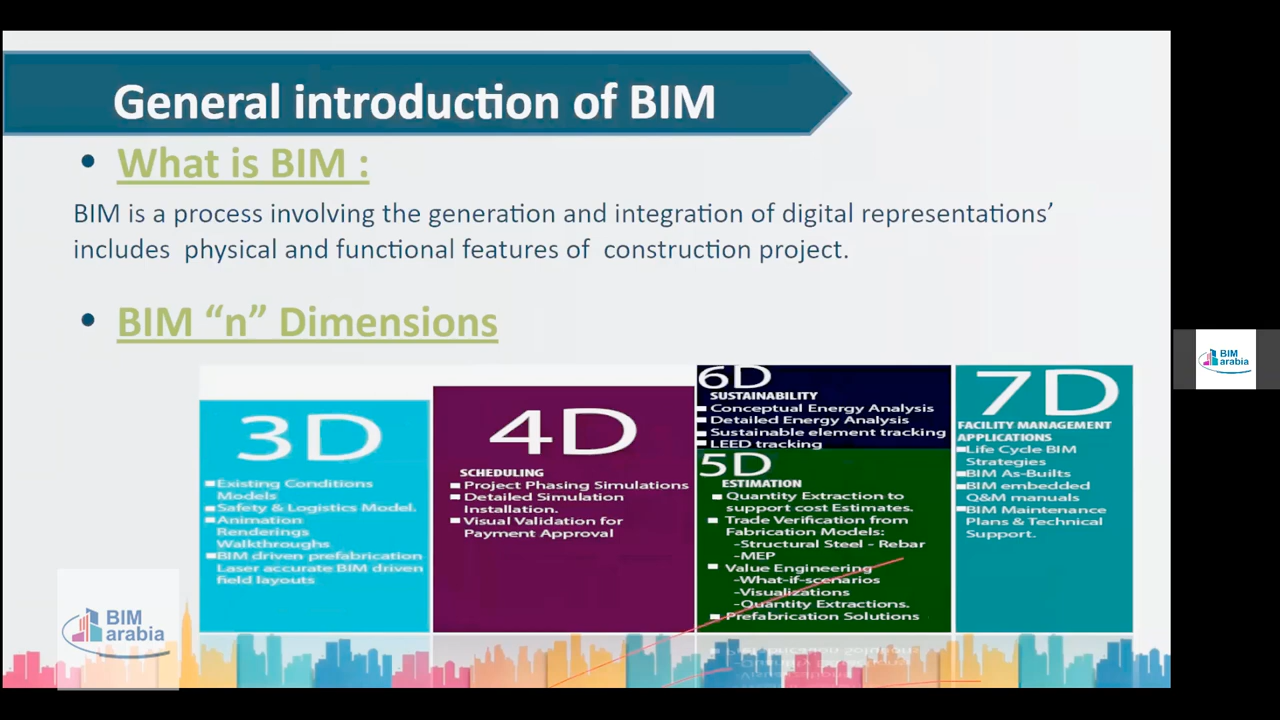 General introduction of BIM
• What is BIM :
BIM is a process involving the generation and integration of digital representations’
includes physical and functional features of construction project.
• BIM “n” Dimensions
3D
Existing Conditions
Models
Safety & Logistics Model.
Animation
Renderings
Walkthroughs
BIM driven prefabrication
Laser accurate BIM driven
field layouts
4D
SCHEDULING
Project Phasing Simulations
Detailed Simulation
Installation.
Visual Validation for
Payment Approval
6D
SUSTAINABILITY
Conceptual Energy Analysis
Detailed Energy Analysis
Sustainable element tracking
LEED tracking
5D
ESTIMATION
Quantity Extraction to
support cost Estimates.
Trade Verification from
Fabrication Models:
-Structural Steel - Rebar
-MEP
Value Engineering
-What-if-scenarios
-Visualizations
-Quantity Extractions.
Prefabrication Solutions
7D
FACILITY MANAGEMENT
APPLICATIONS
Life Cycle BIM
Strategies
BIM As-Builts
BIM embedded
Q&M manuals
BIM Maintenance
Plans & Technical
Support.
BIM
arabia
BIM
arabia